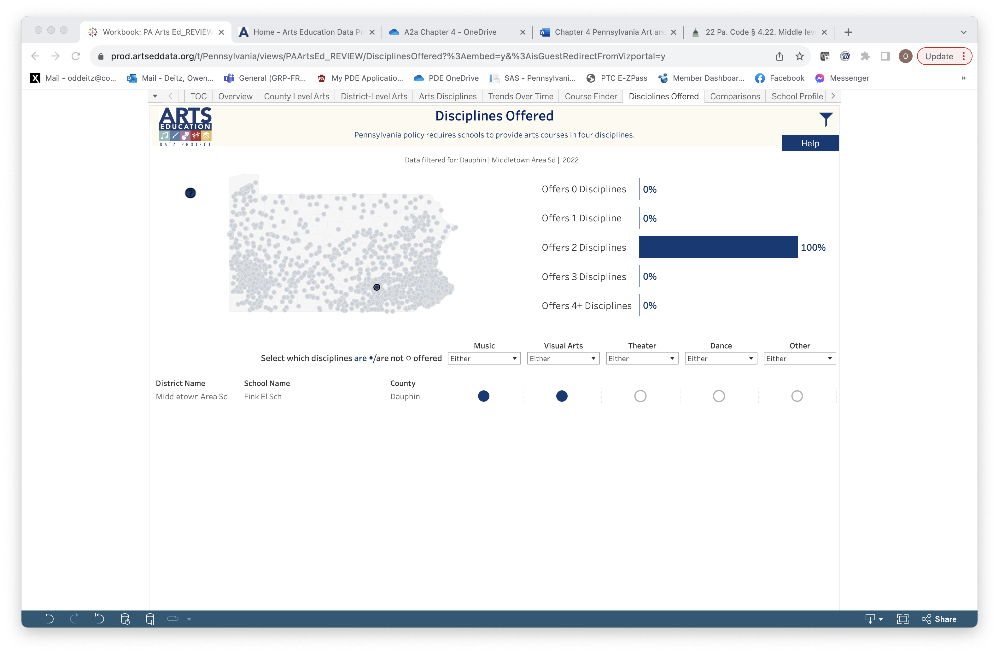 Workbook: PA Arts Ed_REVIEW
Home - Arts Education Data Pr
A2a Chapter 4 - OneDrive
Chapter 4 Pennsylvania Art and
22 Pa. Code § 4.22. Middle leve
prod.artseddata.org/t/Pennsylvania/views/PAArtsEd_REVIEW/DisciplinesOffered?%3Aembed=y&%3AisGuestRedirectFromVizportal=y
O
Update
Mail - oddeitz@co...
Mail - Deitz, Owen...
General (GRP-FR...
My PDE Applicatio...
PDE OneDrive
SAS - Pennsylvani...
PTC E-ZPass
Member Dashboar...
Facebook
Messenger
»
TOC
Overview
County Level Arts
District-Level Arts
Arts Disciplines
Trends Over Time
Course Finder
Disciplines Offered
Comparisons
School Profile
ARTS
EDUCATION
DATA PROJECT
Disciplines Offered
Pennsylvania policy requires schools to provide arts courses in four disciplines.
Help
Data filtered for: Dauphin | Middletown Area Sd | 2022
?
Offers 0 Disciplines 0%
Offers 1 Discipline 0%
Offers 2 Disciplines 100%
Offers 3 Disciplines 0%
Offers 4+ Disciplines 0%
Music Visual Arts Theater Dance Other
Select which disciplines are •/are not ○ offered Either Either Either Either Either
District Name School Name County
Middletown Area Sd Fink El Sch Dauphin
Share